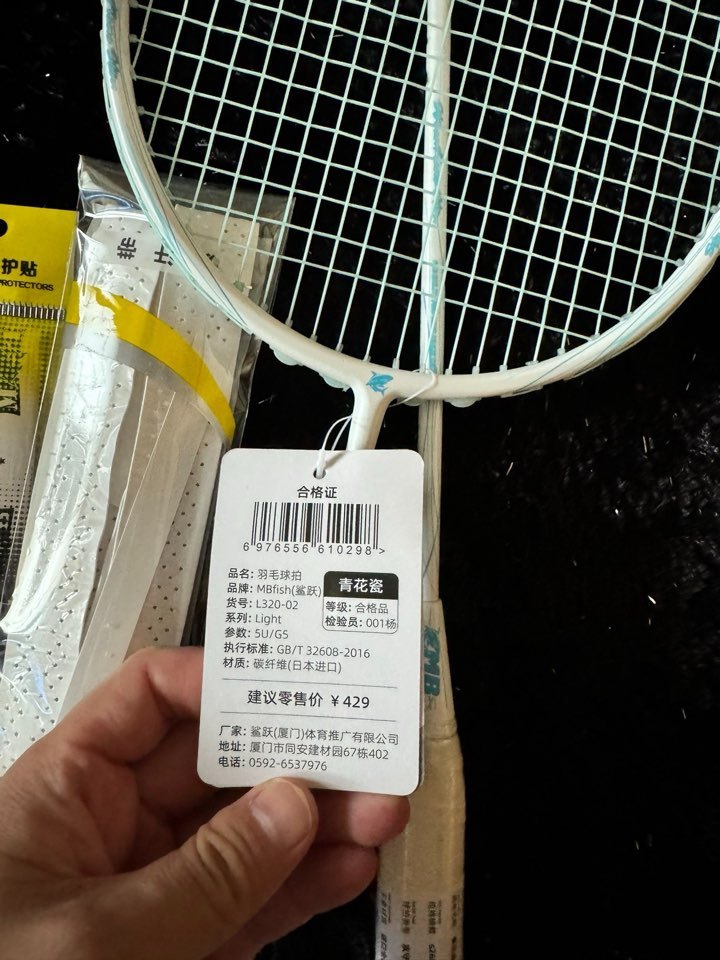 护贴
PROTECTORS
合格证
6 976556 610298 >
品名: 羽毛球拍
品牌: MBfish(鲨跃)
货号: L320-02
系列: Light
参数: 5U/G5
青花瓷
等级: 合格品
检验员: 001杨
执行标准: GB/T 32608-2016
材质: 碳纤维(日本进口)
建议零售价 ¥429
厂家: 鲨跃(厦门)体育推广有限公司
地址: 厦门市同安建材园67栋402
电话: 0592-6537976
KMB